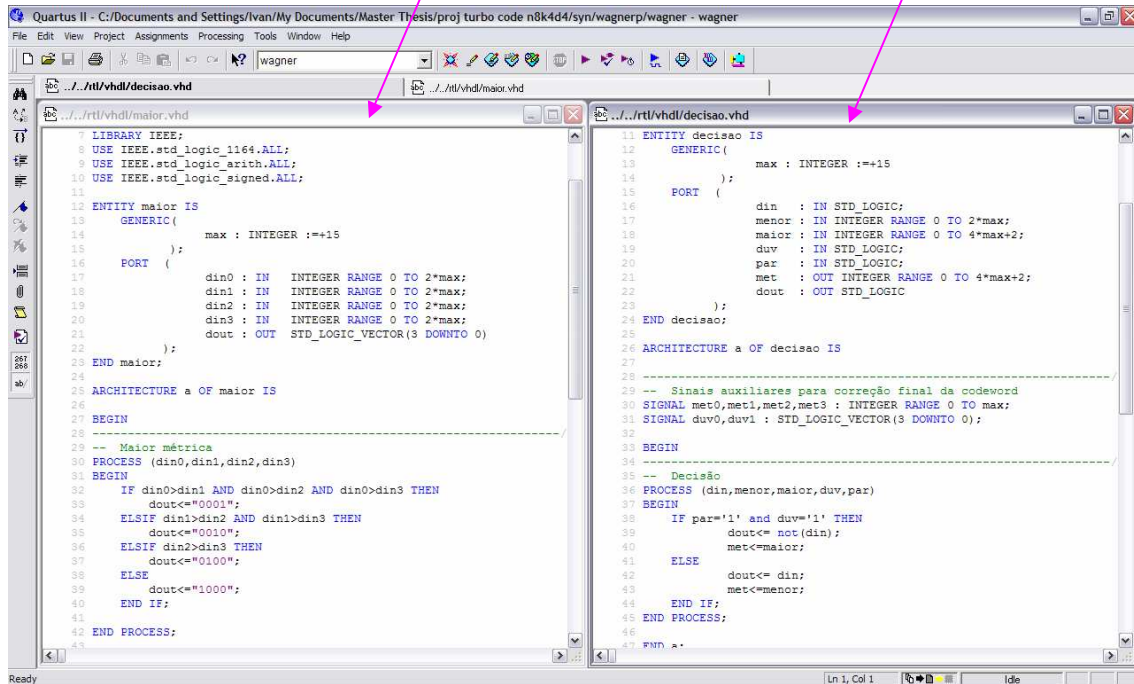 Quartus II - C:/Documents and Settings/Ivan/My Documents/Master Thesis/proj turbo code n8k4d4/syn/wagnerp/wagner - wagner
File Edit View Project Assignments Processing Tools Window Help
wagner
../../rtl/vhdl/decisao.vhd
../../rtl/vhdl/maior.vhd
../../rtl/vhdl/maior.vhd
7 LIBRARY IEEE;
8 USE IEEE.std_logic_1164.ALL;
9 USE IEEE.std_logic_arith.ALL;
10 USE IEEE.std_logic_signed.ALL;
11
12 ENTITY maior IS
13 GENERIC(
14 max : INTEGER :=+15
15 );
16 PORT (
17 din0 : IN INTEGER RANGE 0 TO 2*max;
18 din1 : IN INTEGER RANGE 0 TO 2*max;
19 din2 : IN INTEGER RANGE 0 TO 2*max;
20 din3 : IN INTEGER RANGE 0 TO 2*max;
21 dout : OUT STD_LOGIC_VECTOR(3 DOWNTO 0)
22 );
23 END maior;
24
25 ARCHITECTURE a OF maior IS
26
27 BEGIN
28 ----------------------------------------------------------------/
29 -- Maior métrica
30 PROCESS (din0,din1,din2,din3)
31 BEGIN
32 IF din0>din1 AND din0>din2 AND din0>din3 THEN
33 dout<="0001";
34 ELSIF din1>din2 AND din1>din3 THEN
35 dout<="0010";
36 ELSIF din2>din3 THEN
37 dout<="0100";
38 ELSE
39 dout<="1000";
40 END IF;
41
42 END PROCESS;
43
../../rtl/vhdl/decisao.vhd
11 ENTITY decisao IS
12 GENERIC(
13 max : INTEGER :=+15
14 );
15 PORT (
16 din : IN STD_LOGIC;
17 menor : IN INTEGER RANGE 0 TO 2*max;
18 maior : IN INTEGER RANGE 0 TO 4*max+2;
19 duv : IN STD_LOGIC;
20 par : IN STD_LOGIC;
21 met : OUT INTEGER RANGE 0 TO 4*max+2;
22 dout : OUT STD_LOGIC
23 );
24 END decisao;
25
26 ARCHITECTURE a OF decisao IS
27
28 ----------------------------------------------------------------/
29 -- Sinais auxiliares para correção final da codeword
30 SIGNAL met0,met1,met2,met3 : INTEGER RANGE 0 TO max;
31 SIGNAL duv0,duv1 : STD_LOGIC_VECTOR(3 DOWNTO 0);
32
33 BEGIN
34 ----------------------------------------------------------------/
35 -- Decisão
36 PROCESS (din,menor,maior,duv,par)
37 BEGIN
38 IF par='1' and duv='1' THEN
39 dout<= not(din);
40 met<=maior;
41 ELSE
42 dout<= din;
43 met<=menor;
44 END IF;
45 END PROCESS;
46
47 END a;
267
268
ab/
Ready
Ln 1, Col 1
Idle